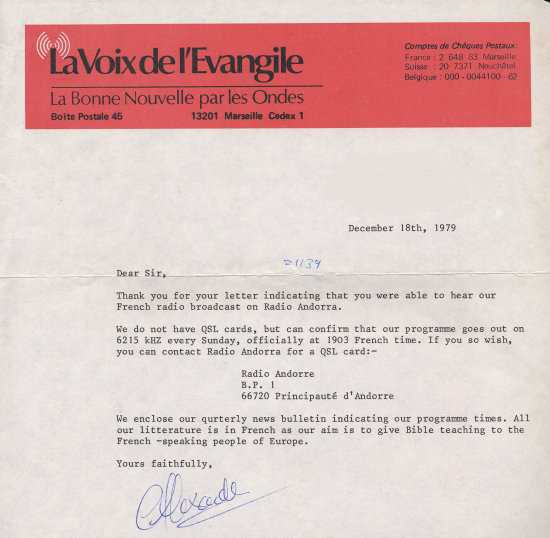 La Voix de l'Evangile
La Bonne Nouvelle par les Ondes
Boîte Postale 45 13201 Marseille Cedex 1
Comptes de Chèques Postaux:
France : 2 648 83 Marseille
Suisse : 20 7371 Neuchâtel
Belgique : 000 - 0044100 - 62
December 18th, 1979
Dear Sir,
Thank you for your letter indicating that you were able to hear our
French radio broadcast on Radio Andorra.
We do not have QSL cards, but can confirm that our programme goes out on
6215 kHZ every Sunday, officially at 1903 French time. If you so wish,
you can contact Radio Andorra for a QSL card:-
Radio Andorre
B.P. 1
66720 Principauté d'Andorre
We enclose our qurterly news bulletin indicating our programme times. All
our litterature is in French as our aim is to give Bible teaching to the
French -speaking people of Europe.
Yours faithfully,